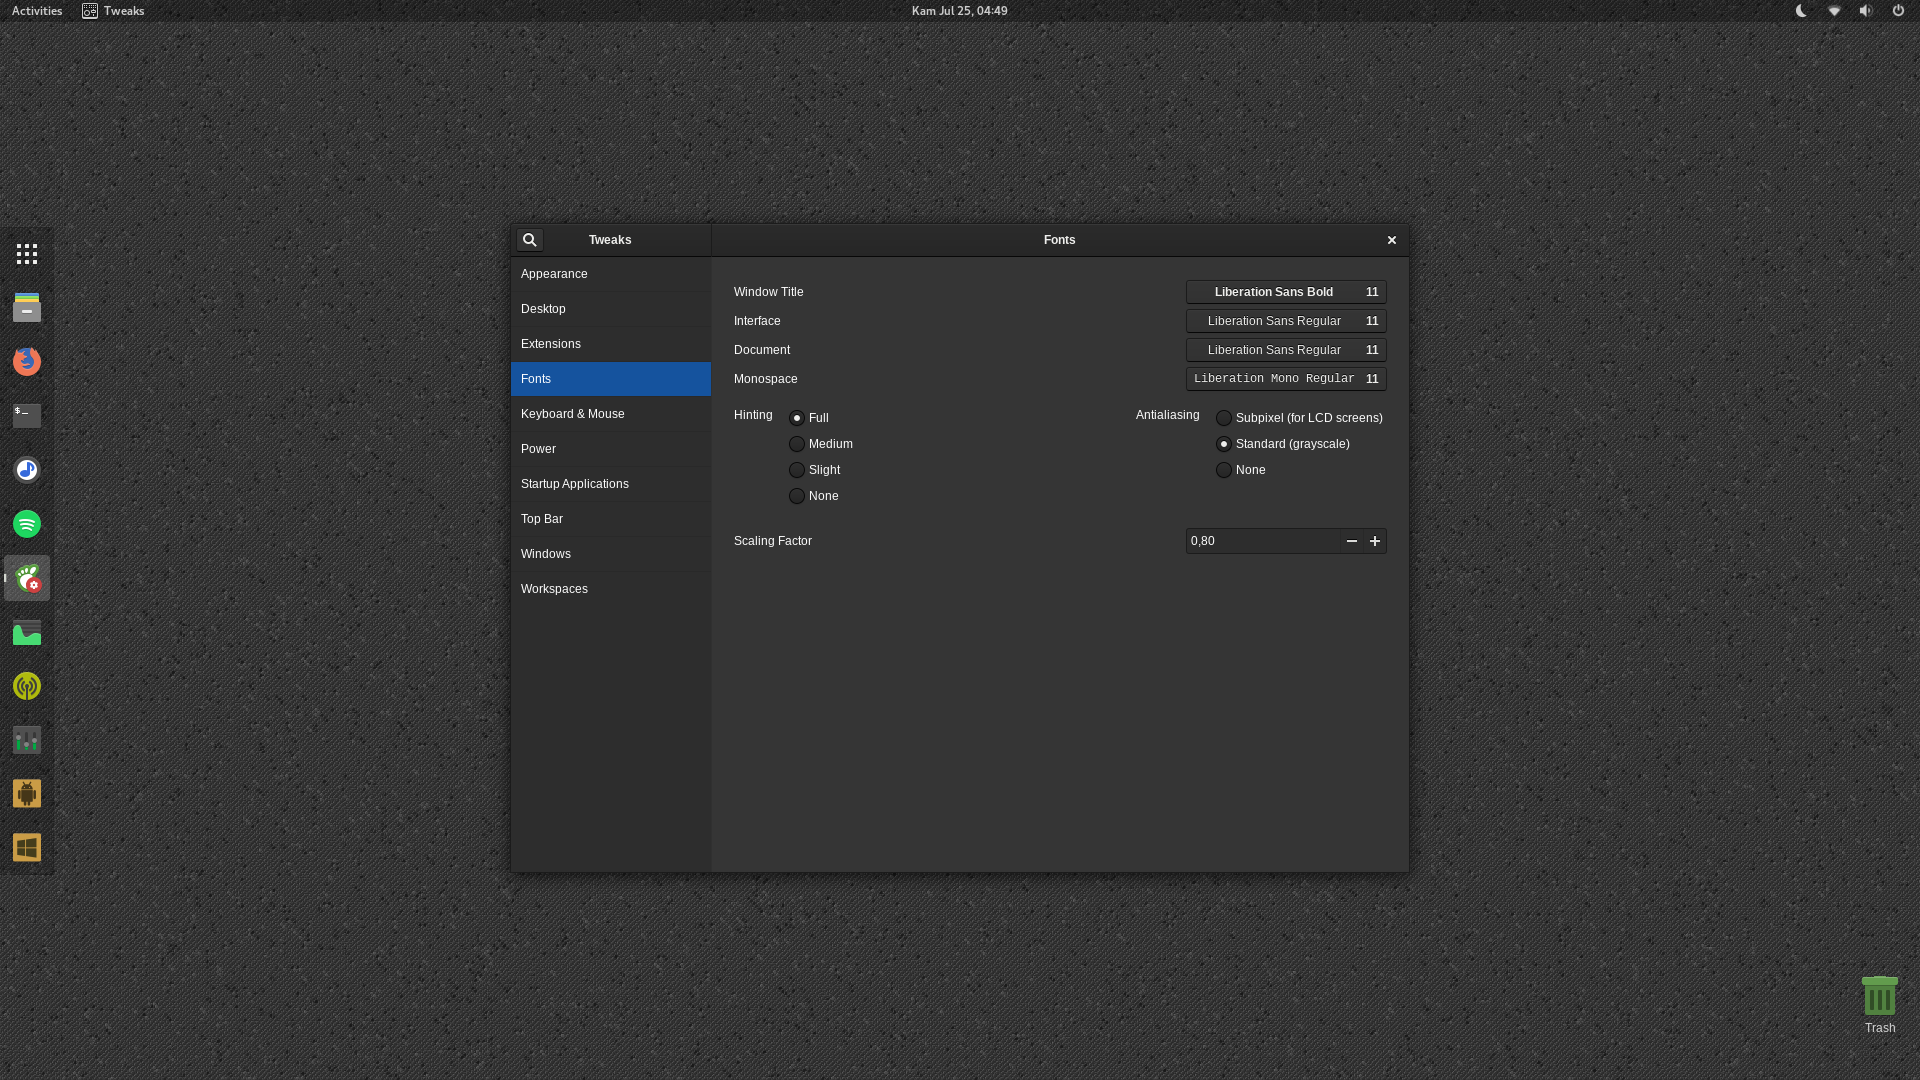 Activities
Tweaks
Kam Jul 25, 04:49
Tweaks
Fonts
Appearance
Desktop
Extensions
Fonts
Keyboard & Mouse
Power
Startup Applications
Top Bar
Windows
Workspaces
Window Title
Liberation Sans Bold 11
Interface
Liberation Sans Regular 11
Document
Liberation Sans Regular 11
Monospace
Liberation Mono Regular 11
Hinting
Full
Medium
Slight
None
Antialiasing
Subpixel (for LCD screens)
Standard (grayscale)
None
Scaling Factor
0,80
$_
Trash